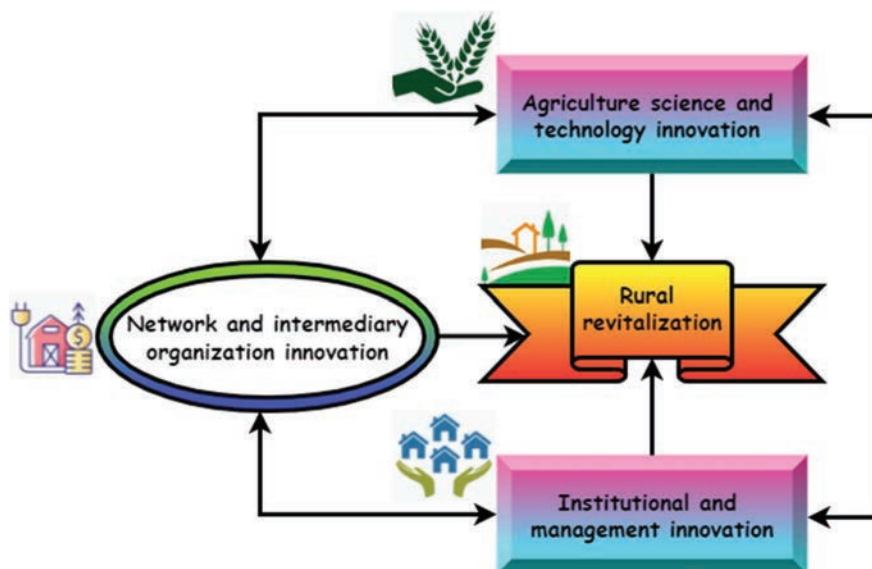 Agriculture science and
technology innovation
Rural
revitalization
Network and intermediary
organization innovation
Institutional and
management innovation